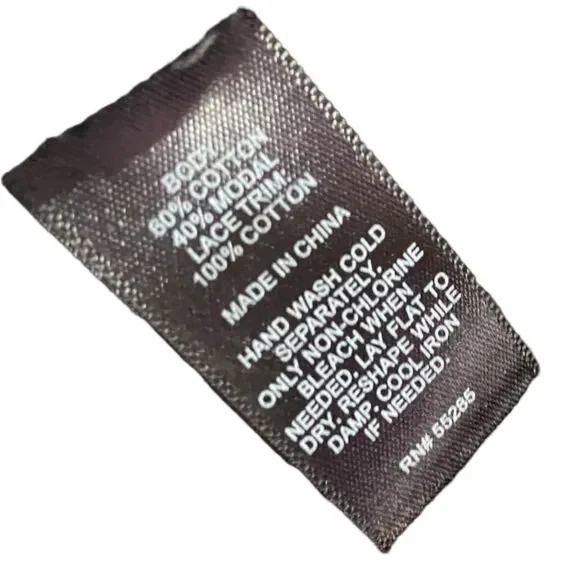 BODY:
60% COTTON
40% MODAL
LACE TRIM:
100% COTTON
MADE IN CHINA
HAND WASH COLD
SEPARATELY.
ONLY NON-CHLORINE
BLEACH WHEN
NEEDED. LAY FLAT TO
DRY. RESHAPE WHILE
DAMP. COOL IRON
IF NEEDED.
RN# 55285